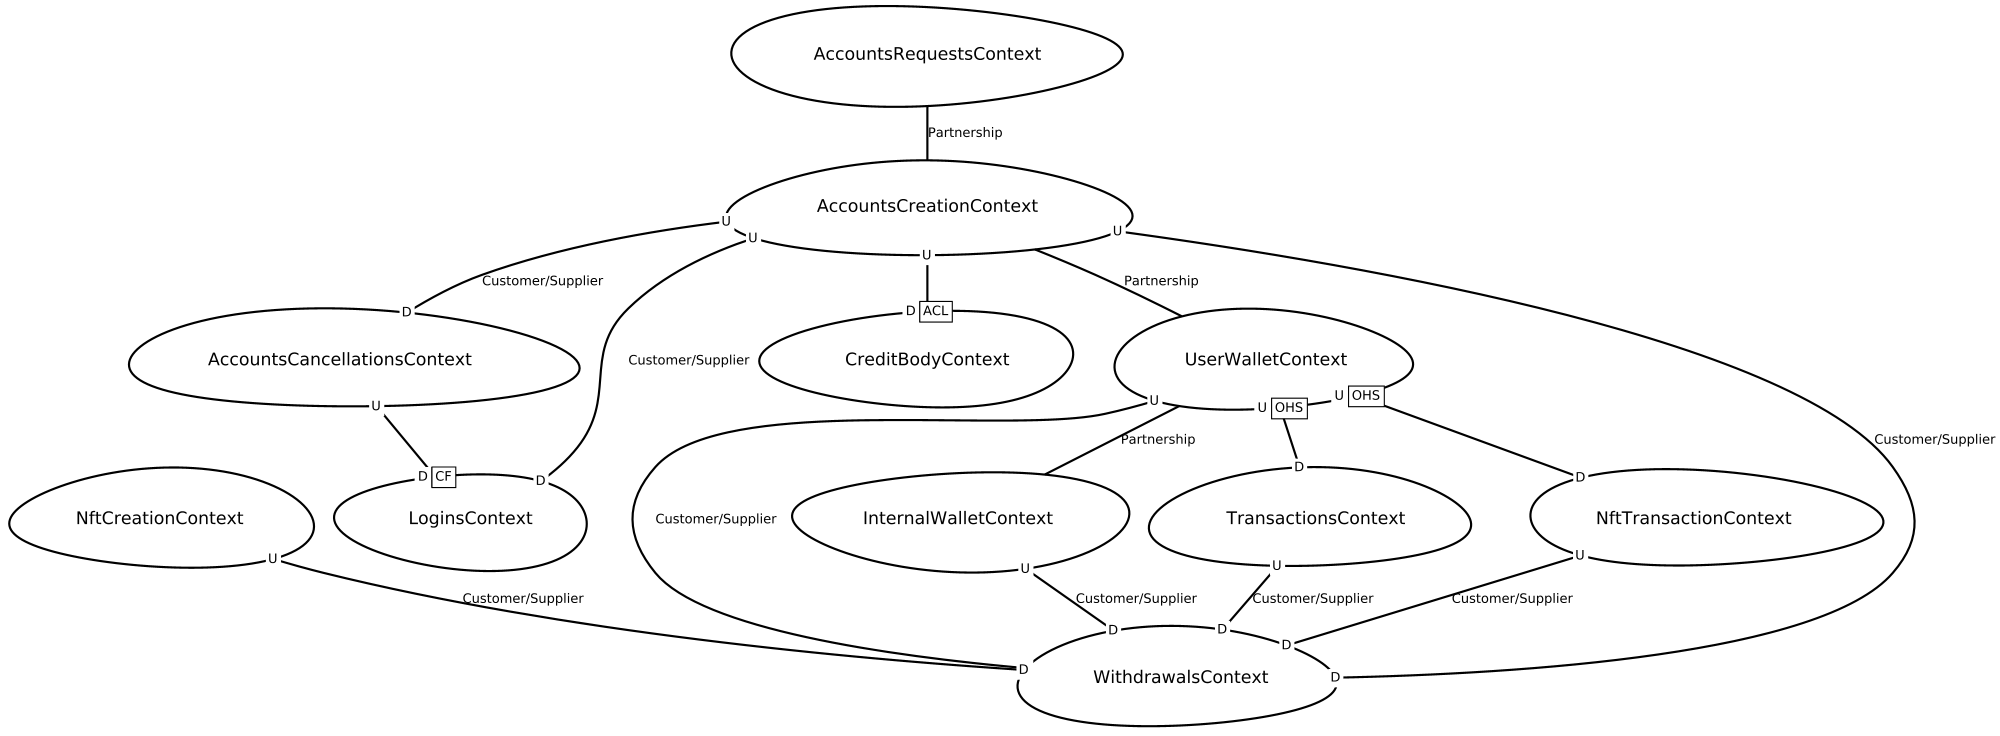 AccountsRequestsContext
Partnership
AccountsCreationContext
U
U
U
U
Customer/Supplier
Partnership
D
D ACL
AccountsCancellationsContext
Customer/Supplier
CreditBodyContext
UserWalletContext
U
U
U OHS
U OHS
Partnership
Customer/Supplier
D CF
D
D
D
NftCreationContext
LoginsContext
Customer/Supplier
InternalWalletContext
TransactionsContext
NftTransactionContext
U
U
U
U
Customer/Supplier
Customer/Supplier
Customer/Supplier
Customer/Supplier
D
D
D
D
D
WithdrawalsContext